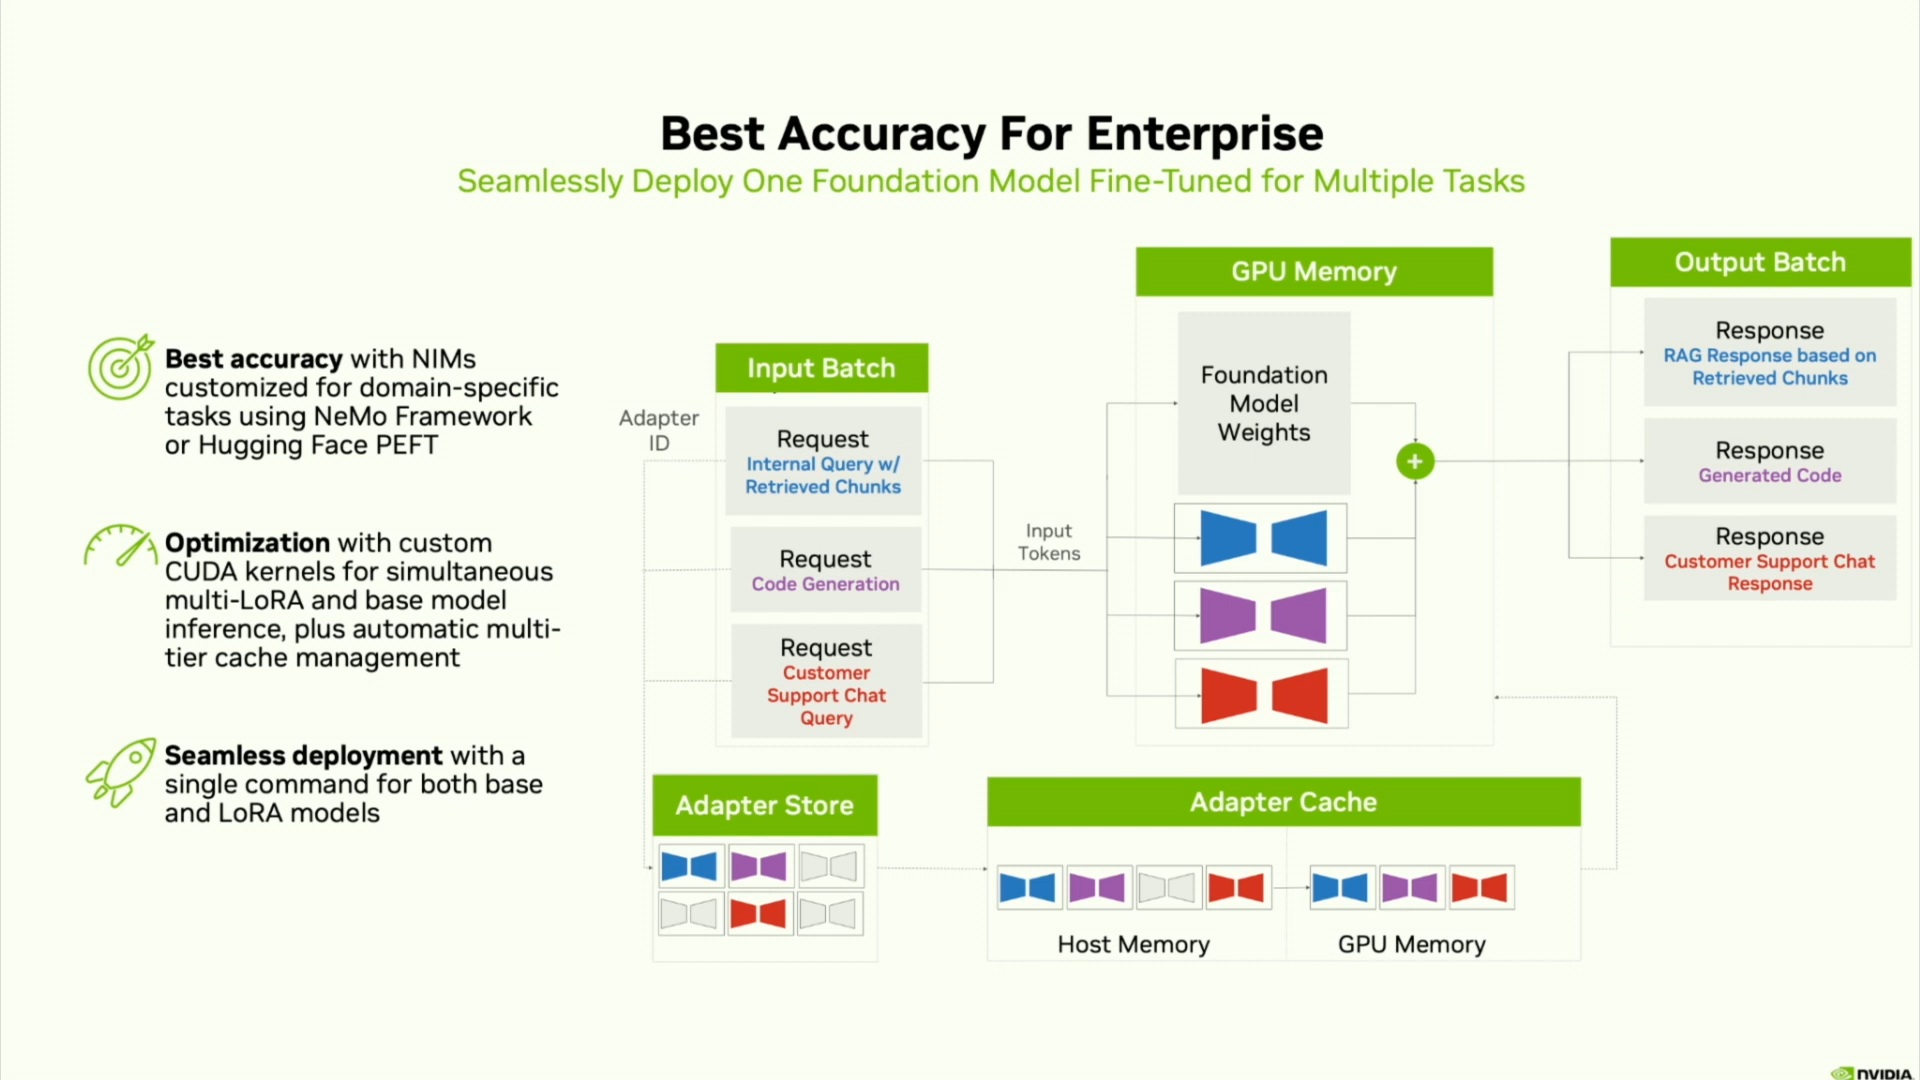 Best Accuracy For Enterprise
Seamlessly Deploy One Foundation Model Fine-Tuned for Multiple Tasks
Best accuracy with NIMs
customized for domain-specific
tasks using NeMo Framework
or Hugging Face PEFT
Optimization with custom
CUDA kernels for simultaneous
multi-LoRA and base model
inference, plus automatic multi-
tier cache management
Seamless deployment with a
single command for both base
and LoRA models
Adapter
ID
Input Batch
Request
Internal Query w/
Retrieved Chunks
Request
Code Generation
Request
Customer
Support Chat
Query
Input
Tokens
GPU Memory
Foundation
Model
Weights
+
Output Batch
Response
RAG Response based on
Retrieved Chunks
Response
Generated Code
Response
Customer Support Chat
Response
Adapter Store
Adapter Cache
Host Memory
GPU Memory
NVIDIA